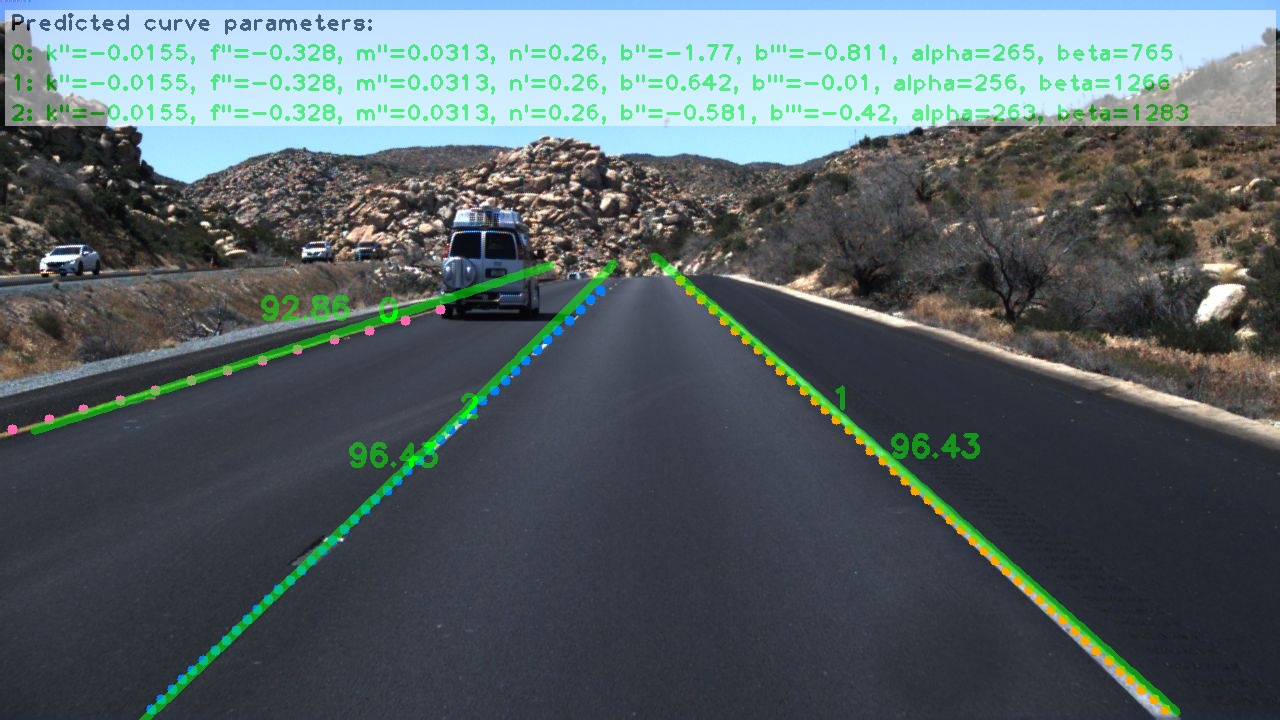 Predicted curve parameters:
0: k''=-0.0155, f''=-0.328, m''=0.0313, n'=0.26, b''=-1.77, b'''=-0.811, alpha=265, beta=765
1: k''=-0.0155, f''=-0.328, m''=0.0313, n'=0.26, b''=0.642, b'''=-0.01, alpha=256, beta=1266
2: k''=-0.0155, f''=-0.328, m''=0.0313, n'=0.26, b''=-0.581, b'''=-0.42, alpha=263, beta=1283
92.86 0
2 1
96.43 96.43